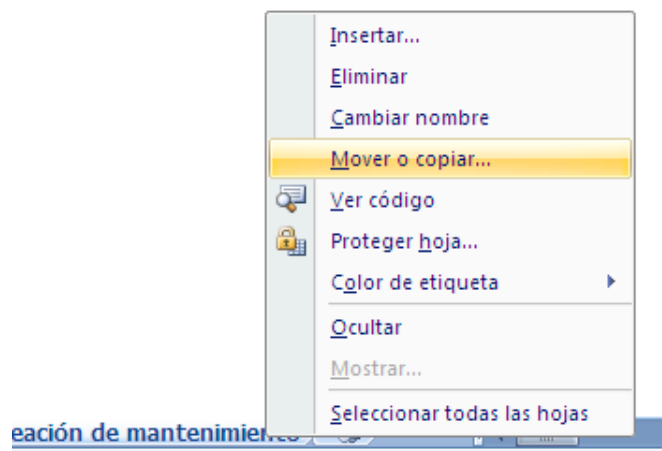 Insertar...
Eliminar
Cambiar nombre
Mover o copiar...
Ver código
Proteger hoja...
Color de etiqueta
Ocultar
Mostrar...
Seleccionar todas las hojas
eación de mantenimiento